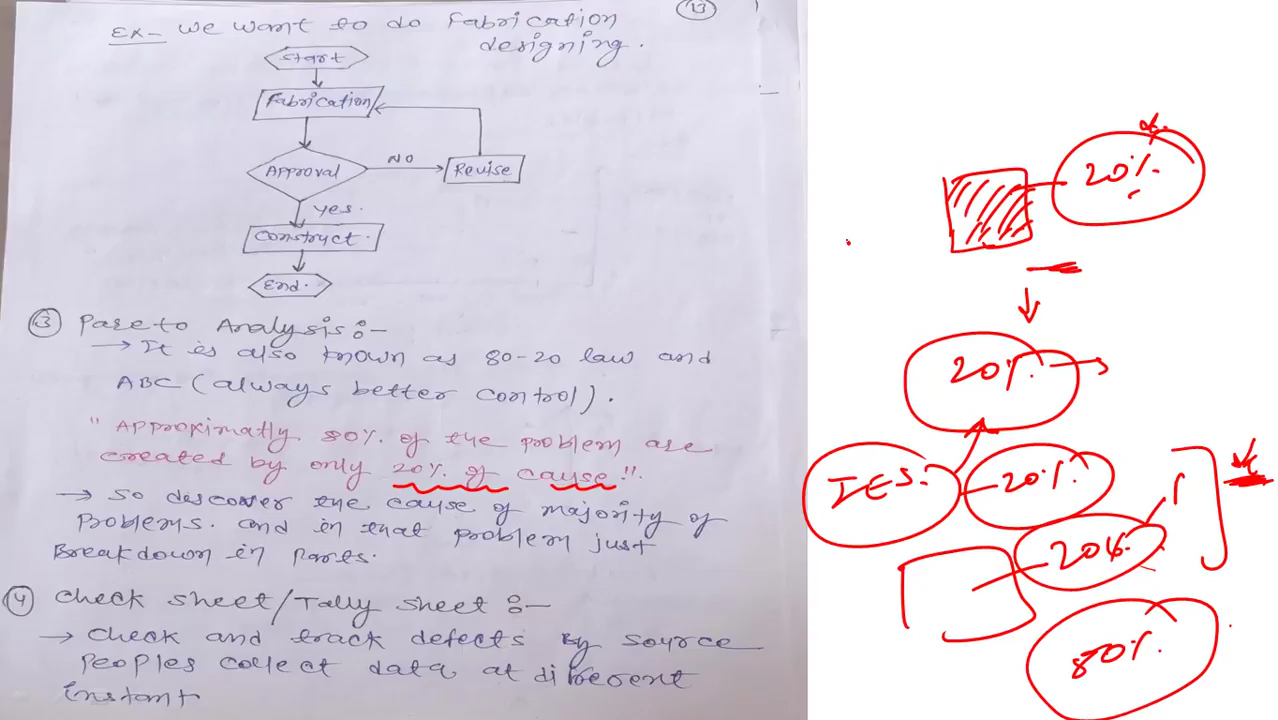 13
Ex- we want to do Fabrication
designing.
Start
Fabrication
Approval
NO
Revise
yes.
Construct.
End.
3 Pareto Analysis:-
→ It is also known as 80-20 law and
ABC (always better control).
"Approximatly 80% of the problem are
created by only 20% of cause".
→ So descover the cause of majority of
Problems. and in that problem just
Breakdown in Parts.
4 Check sheet/Tally sheet :-
→ Check and track defects By source
Peoples collect data at different
instant
20%
20%
IES.
20%
20%
80%